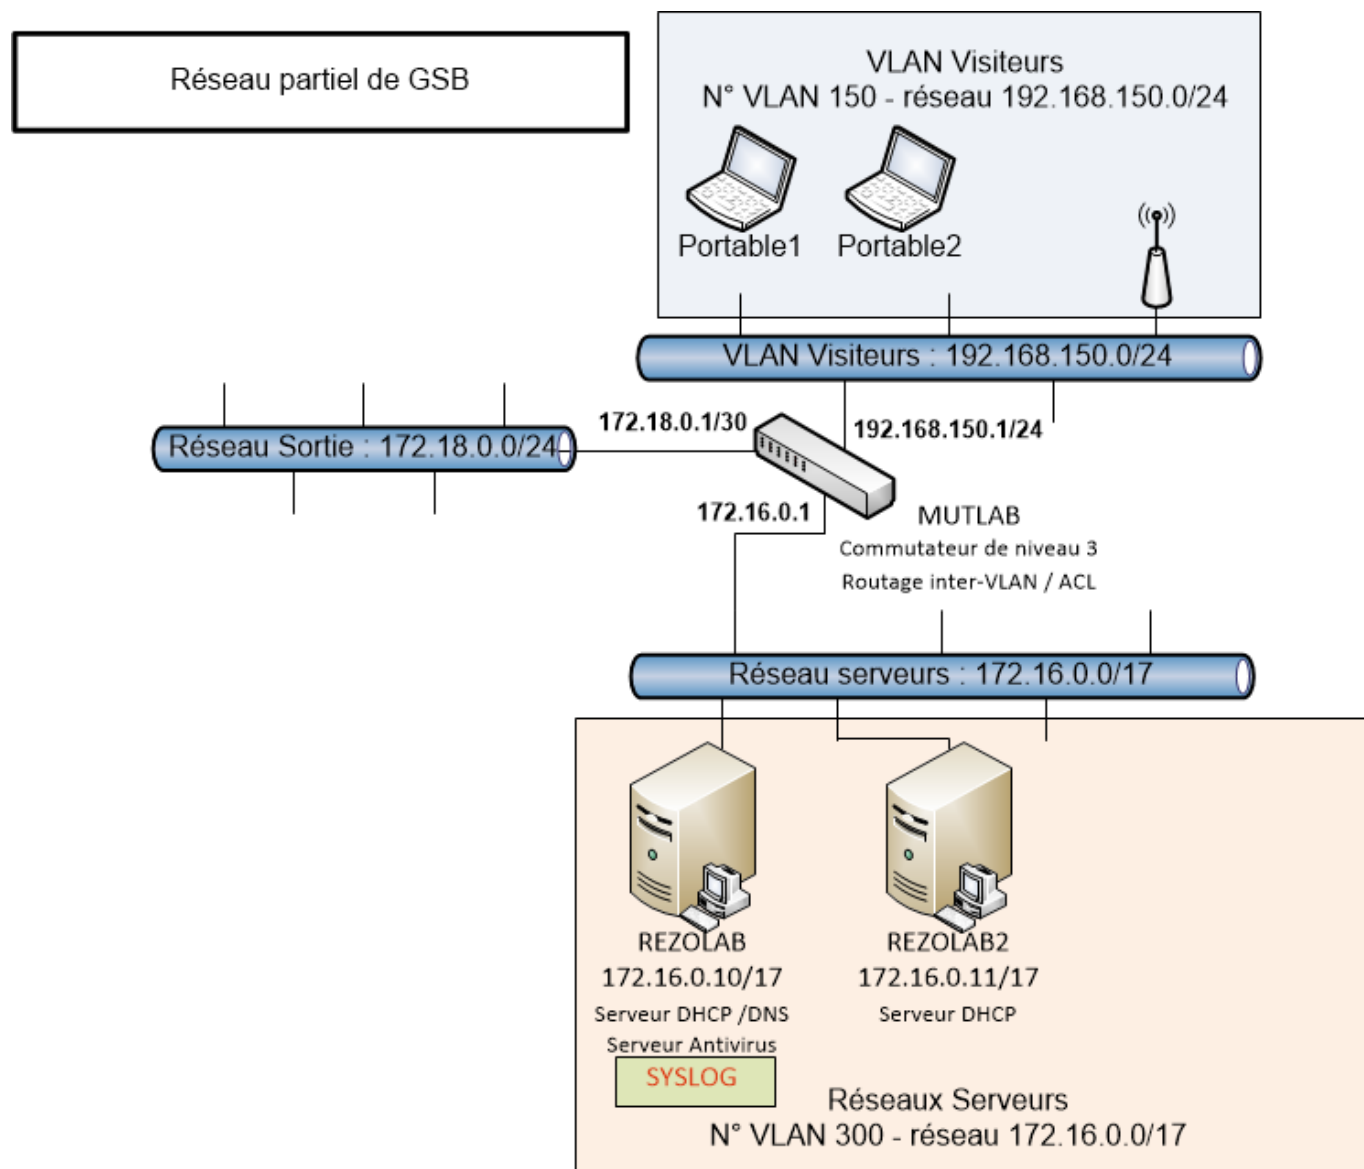 Réseau partiel de GSB
VLAN Visiteurs
N° VLAN 150 - réseau 192.168.150.0/24
Portable1
Portable2
VLAN Visiteurs : 192.168.150.0/24
172.18.0.1/30
192.168.150.1/24
Réseau Sortie : 172.18.0.0/24
172.16.0.1
MUTLAB
Commutateur de niveau 3
Routage inter-VLAN / ACL
Réseau serveurs : 172.16.0.0/17
REZOLAB
172.16.0.10/17
Serveur DHCP /DNS
Serveur Antivirus
SYSLOG
REZOLAB2
172.16.0.11/17
Serveur DHCP
Réseaux Serveurs
N° VLAN 300 - réseau 172.16.0.0/17